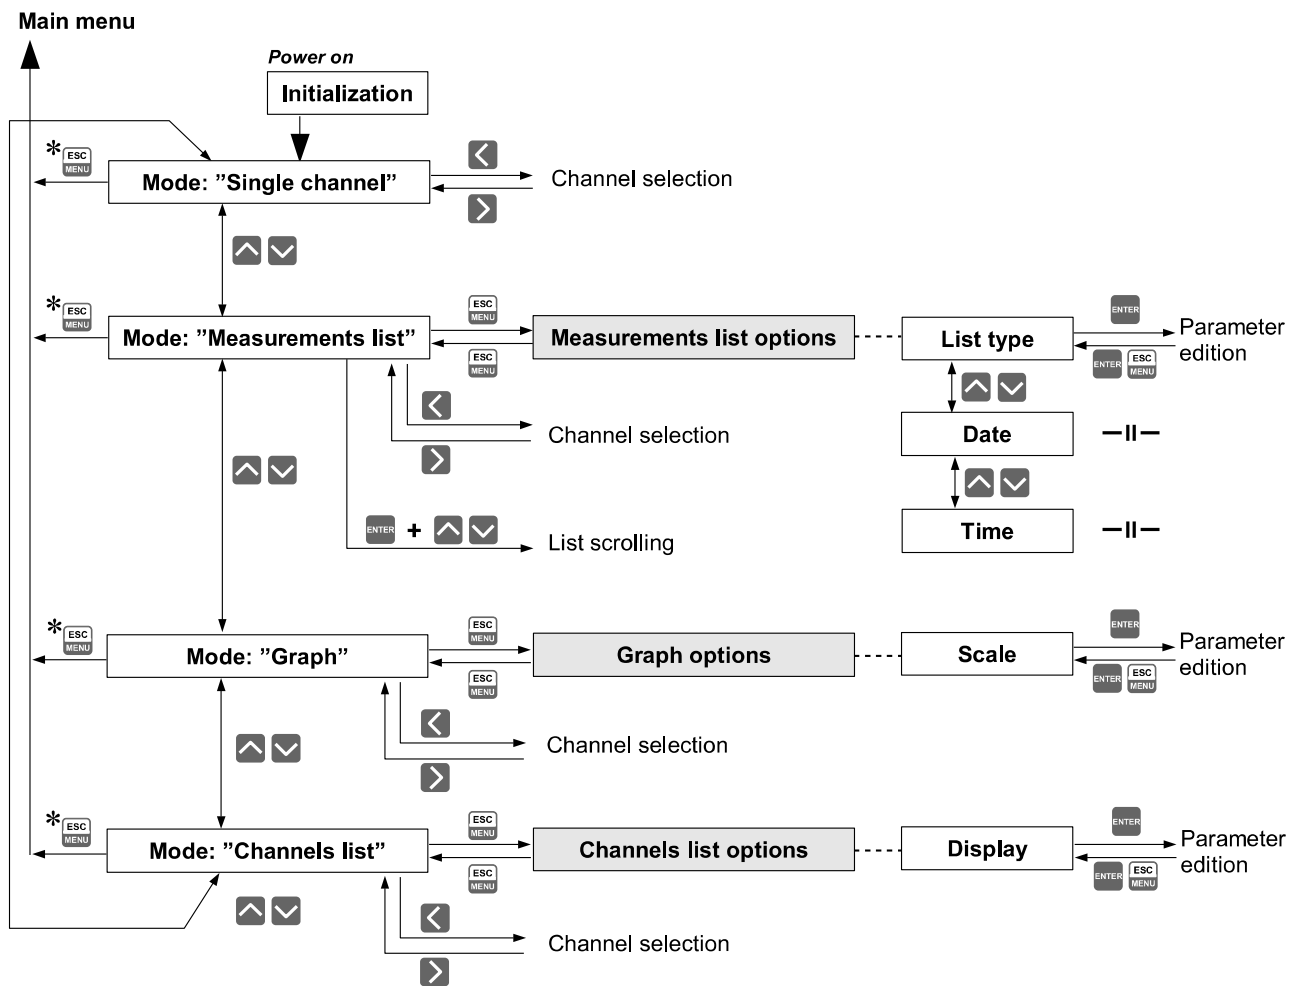 Main menu
Power on
Initialization
* ESC
MENU
Mode: ”Single channel”
Channel selection
* ESC
MENU
Mode: ”Measurements list”
ESC
MENU
ESC
MENU
Measurements list options
List type
ENTER
ENTER ESC
MENU
Parameter
edition
Channel selection
Date
—II—
ENTER +
List scrolling
Time
—II—
* ESC
MENU
Mode: ”Graph”
ESC
MENU
ESC
MENU
Graph options
Scale
ENTER
ENTER ESC
MENU
Parameter
edition
Channel selection
* ESC
MENU
Mode: ”Channels list”
ESC
MENU
ESC
MENU
Channels list options
Display
ENTER
ENTER ESC
MENU
Parameter
edition
Channel selection